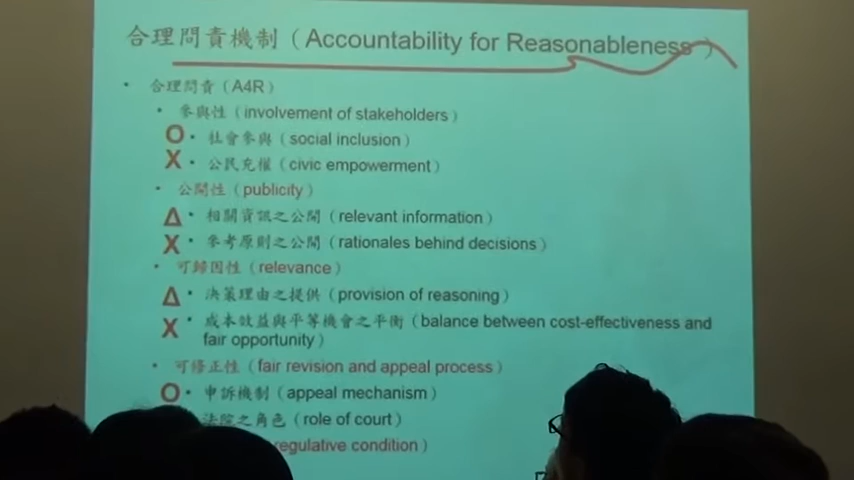 合理問責機制（Accountability for Reasonableness）
• 合理問責（A4R）
• 參與性（involvement of stakeholders）
O • 社會參與（social inclusion）
X • 公民充權（civic empowerment）
• 公開性（publicity）
Δ • 相關資訊之公開（relevant information）
X • 參考原則之公開（rationales behind decisions）
• 可歸因性（relevance）
Δ • 決策理由之提供（provision of reasoning）
X • 成本效益與平等機會之平衡（balance between cost-effectiveness and
fair opportunity）
• 可修正性（fair revision and appeal process）
O • 申訴機制（appeal mechanism）
法院之角色（role of court）
regulative condition）